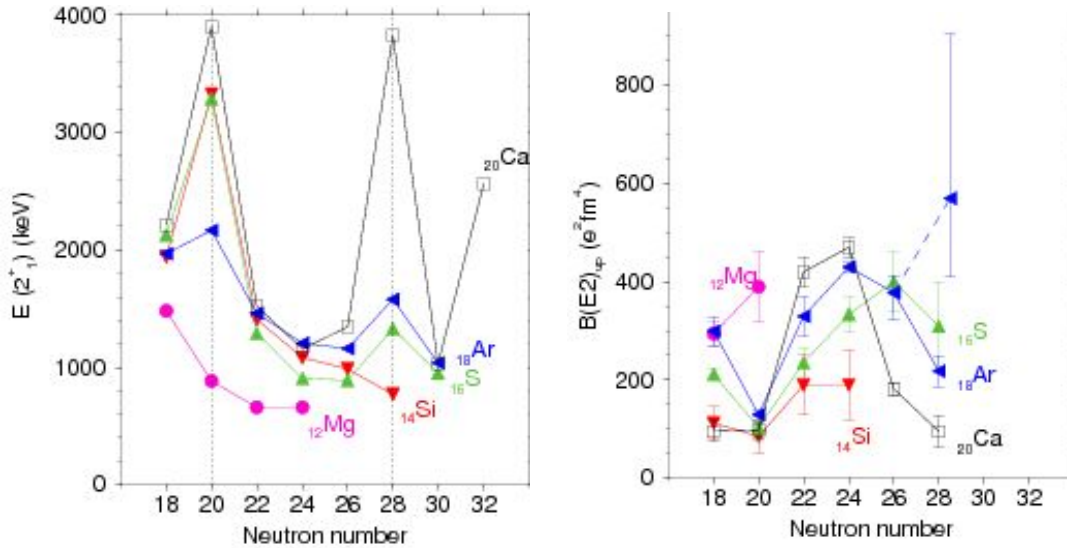 4000
3000
2000
1000
0
E (2⁺₁) (keV)
18 20 22 24 26 28 30 32
Neutron number
₂₀Ca
₁₈Ar
₁₆S
₁₄Si
₁₂Mg
800
600
400
200
0
B(E2)ᵤₚ (e²fm⁴)
18 20 22 24 26 28 30 32
Neutron number
₁₂Mg
₁₆S
₁₈Ar
₁₄Si
₂₀Ca